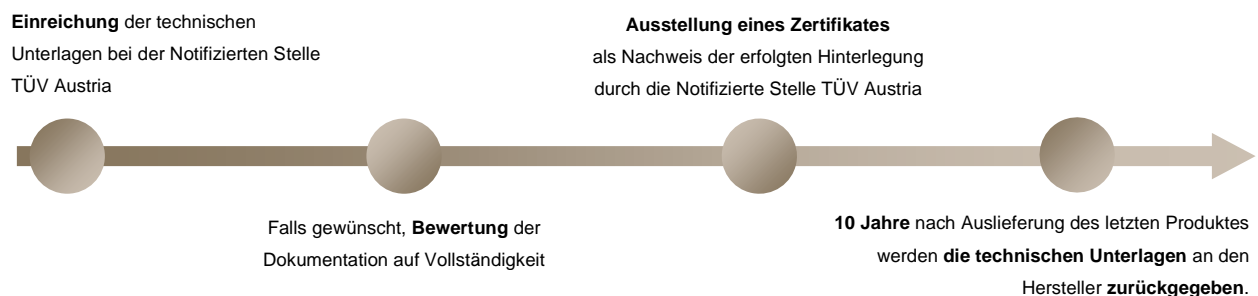 Einreichung der technischen
Unterlagen bei der Notifizierten Stelle
TÜV Austria
Falls gewünscht, Bewertung der
Dokumentation auf Vollständigkeit
Ausstellung eines Zertifikates
als Nachweis der erfolgten Hinterlegung
durch die Notifizierte Stelle TÜV Austria
10 Jahre nach Auslieferung des letzten Produktes
werden die technischen Unterlagen an den
Hersteller zurückgegeben.